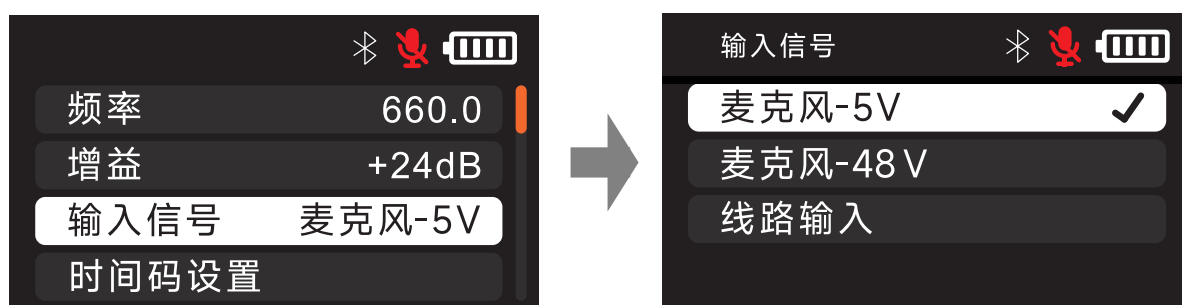 频率 660.0
增益 +24dB
输入信号 麦克风-5V
时间码设置
输入信号
麦克风-5V
麦克风-48V
线路输入